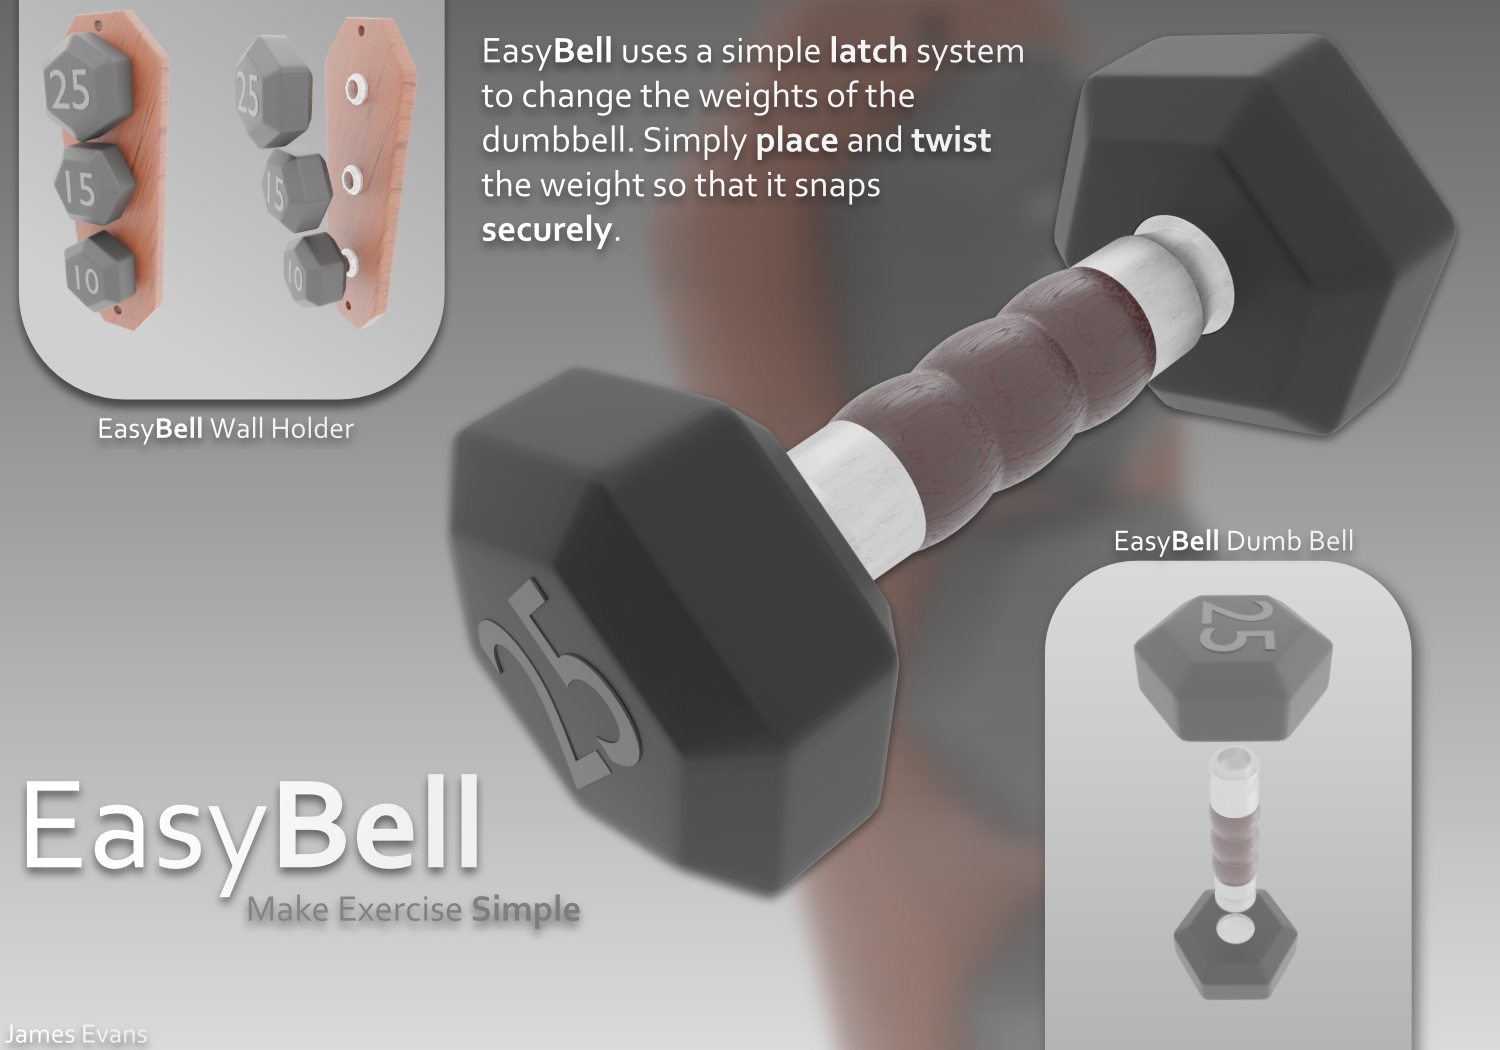 25
15
10
25
15
10
EasyBell Wall Holder
EasyBell uses a simple latch system
to change the weights of the
dumbbell. Simply place and twist
the weight so that it snaps
securely.
25
EasyBell Dumb Bell
25
EasyBell
Make Exercise Simple
James Evans